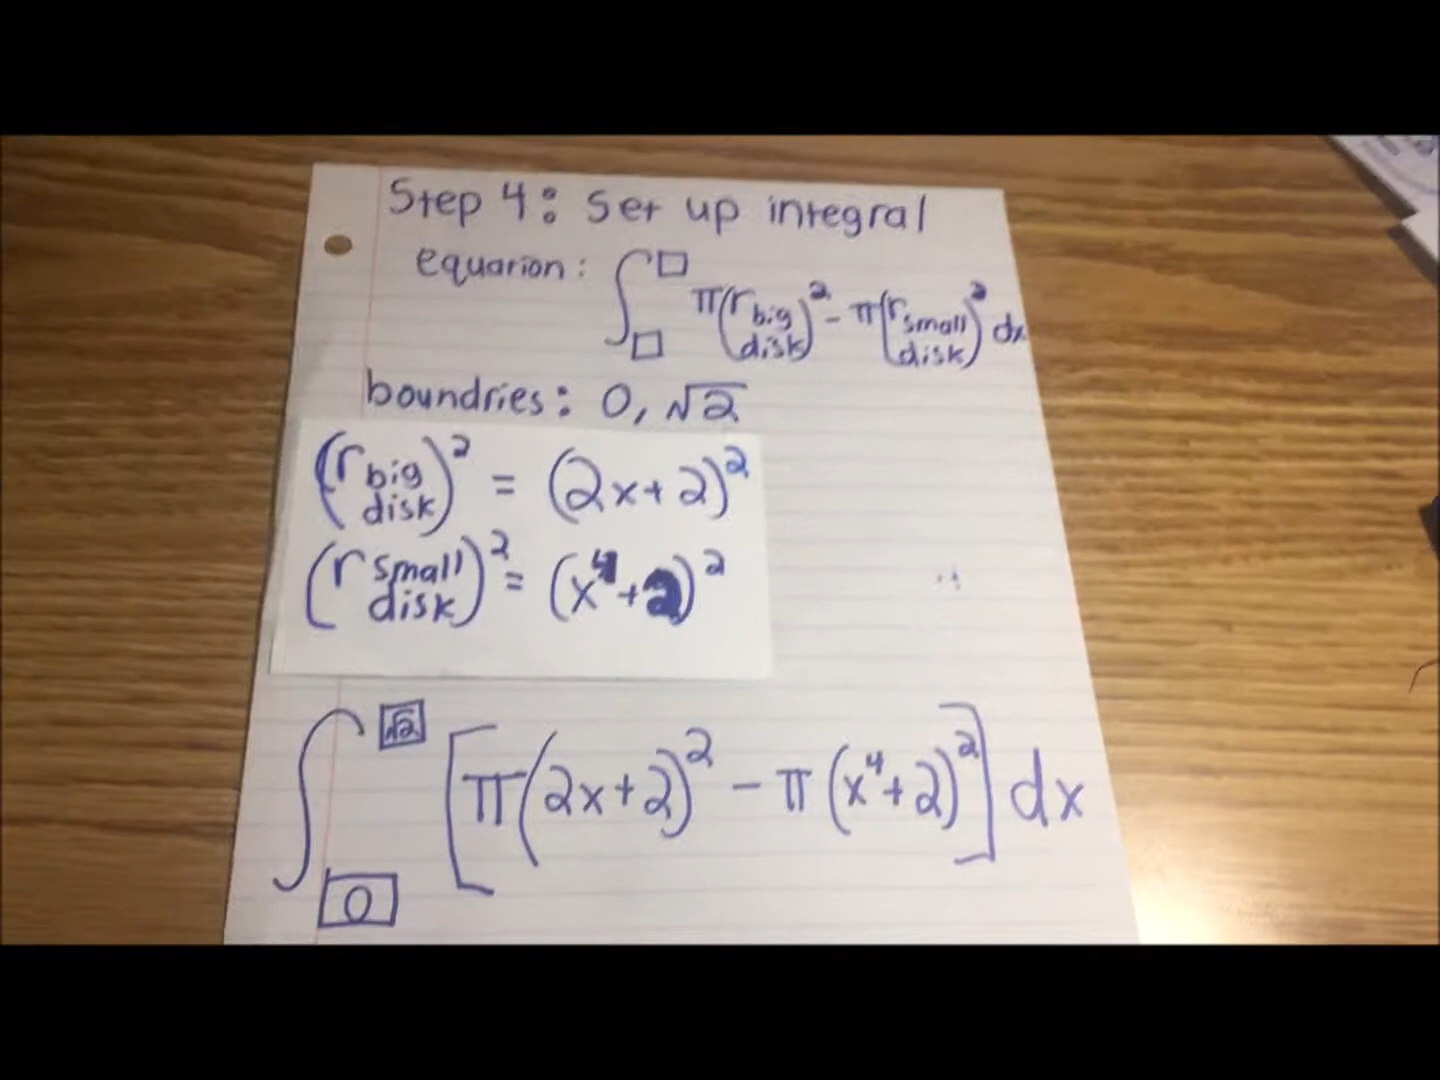 Step 4: Set up integral
equation: ∫□□ π(r big disk)² - π(r small disk)² dx
boundries: 0, √2
(r big disk)² = (2x+2)²
(r small disk)² = (x⁴+2)²
∫₀^√2 [π(2x+2)² - π(x⁴+2)²] dx